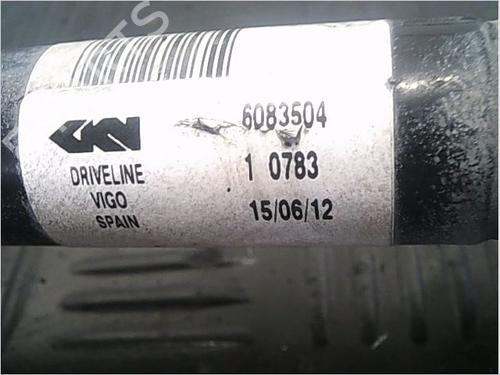 GKN
6083504
DRIVELINE
1 0783
VIGO
15/06/12
SPAIN